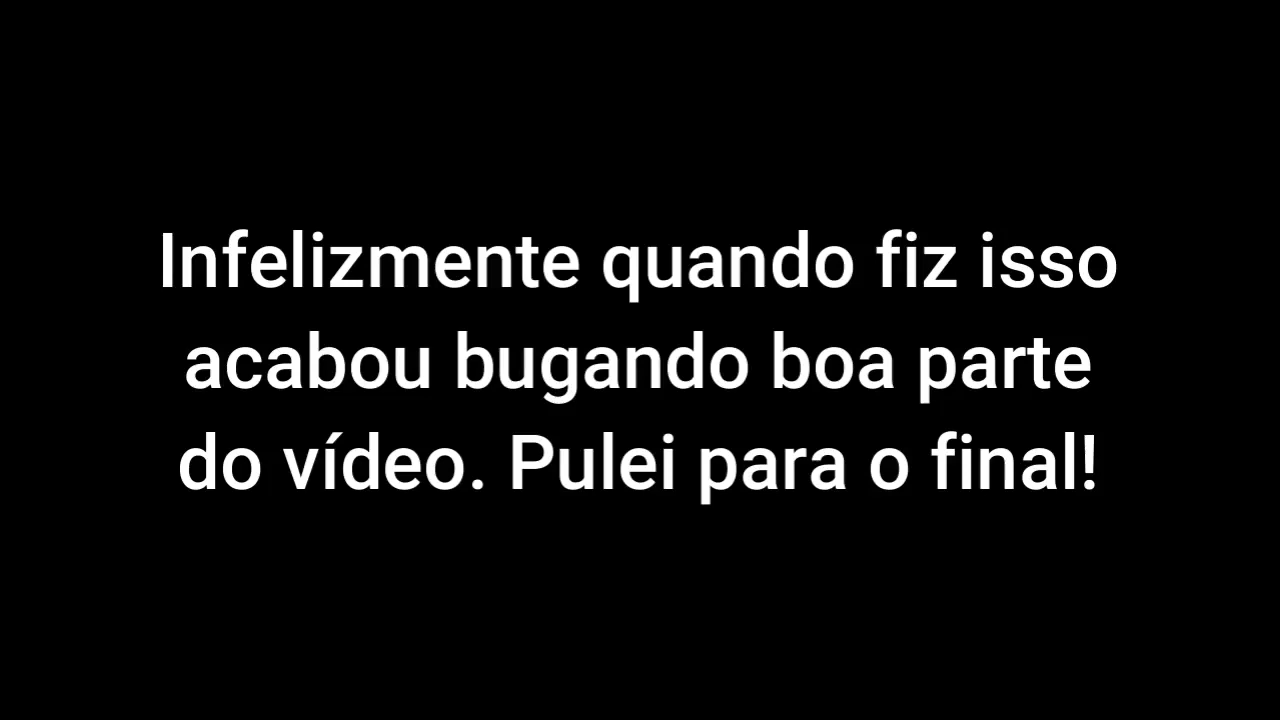 Infelizmente quando fiz isso
acabou bugando boa parte
do vídeo. Pulei para o final!